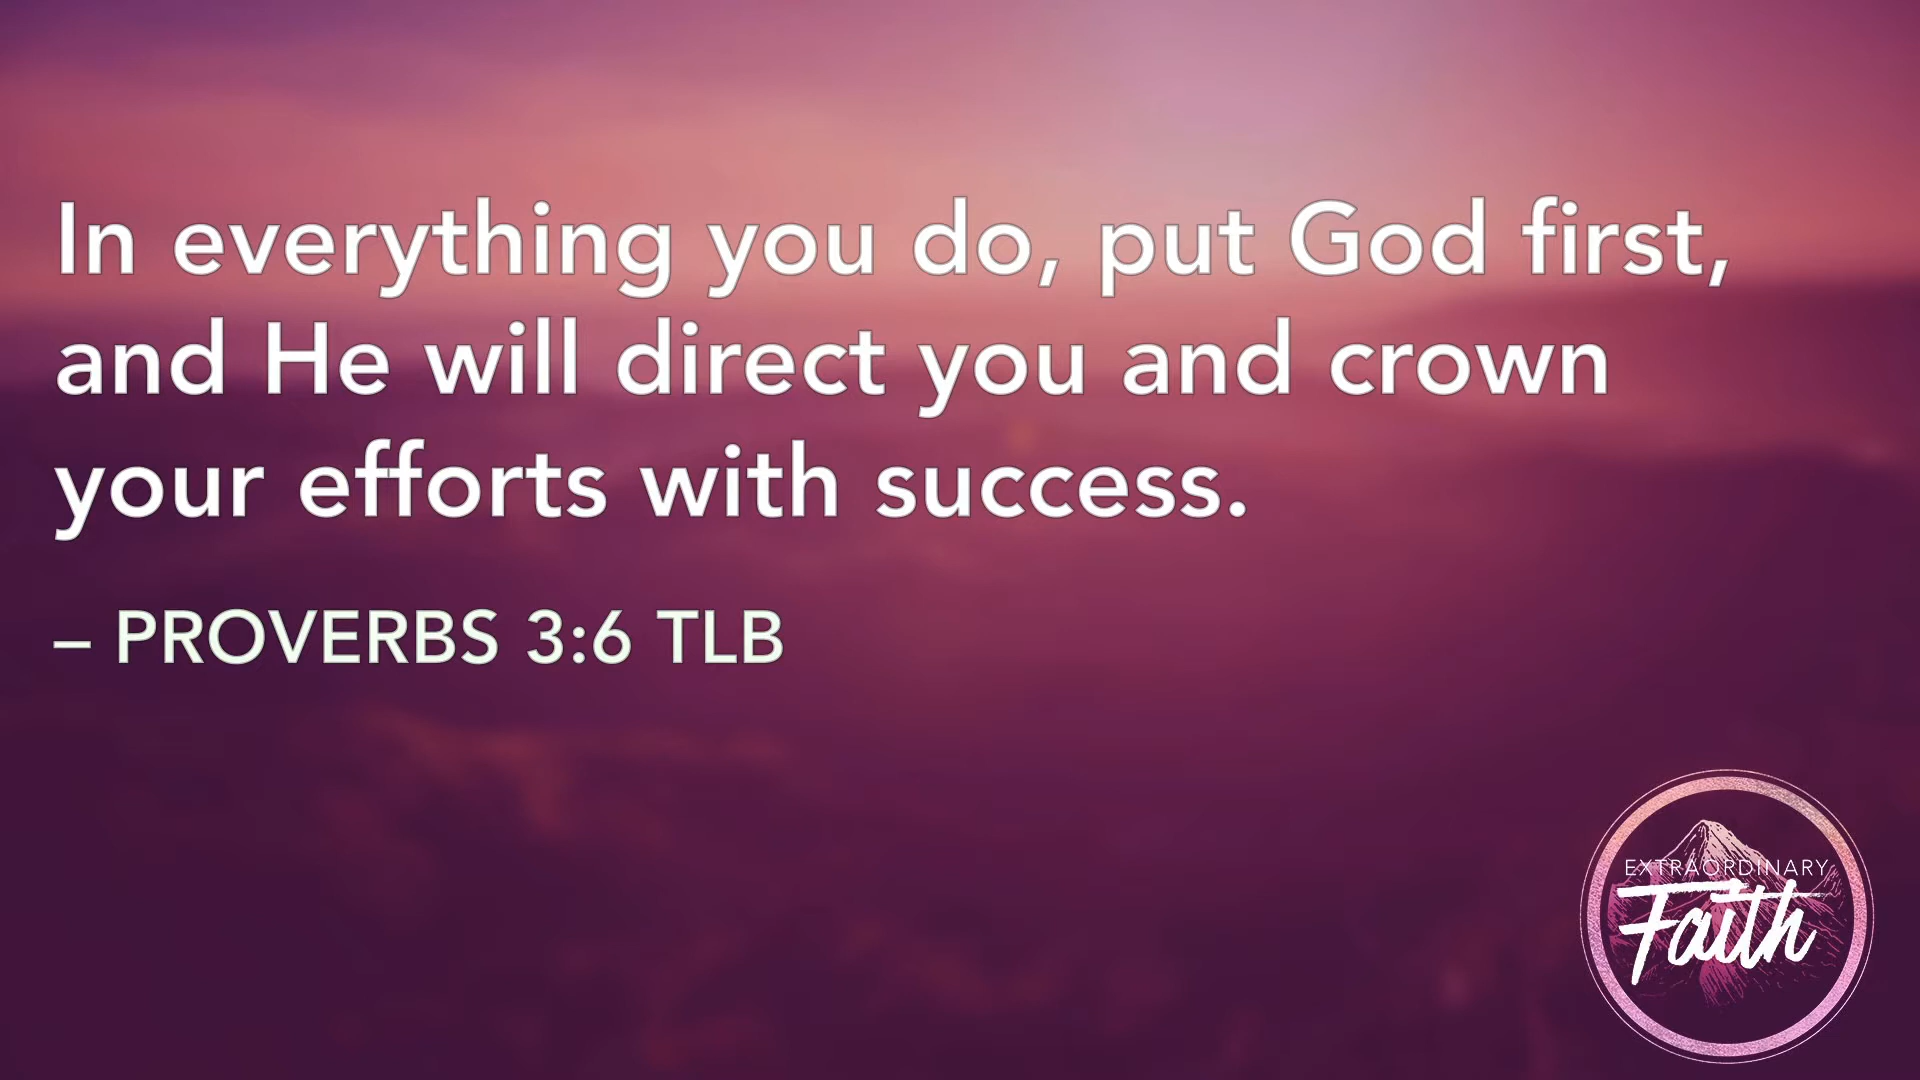 In everything you do, put God first,
and He will direct you and crown
your efforts with success.
– PROVERBS 3:6 TLB
EXTRAORDINARY
Faith